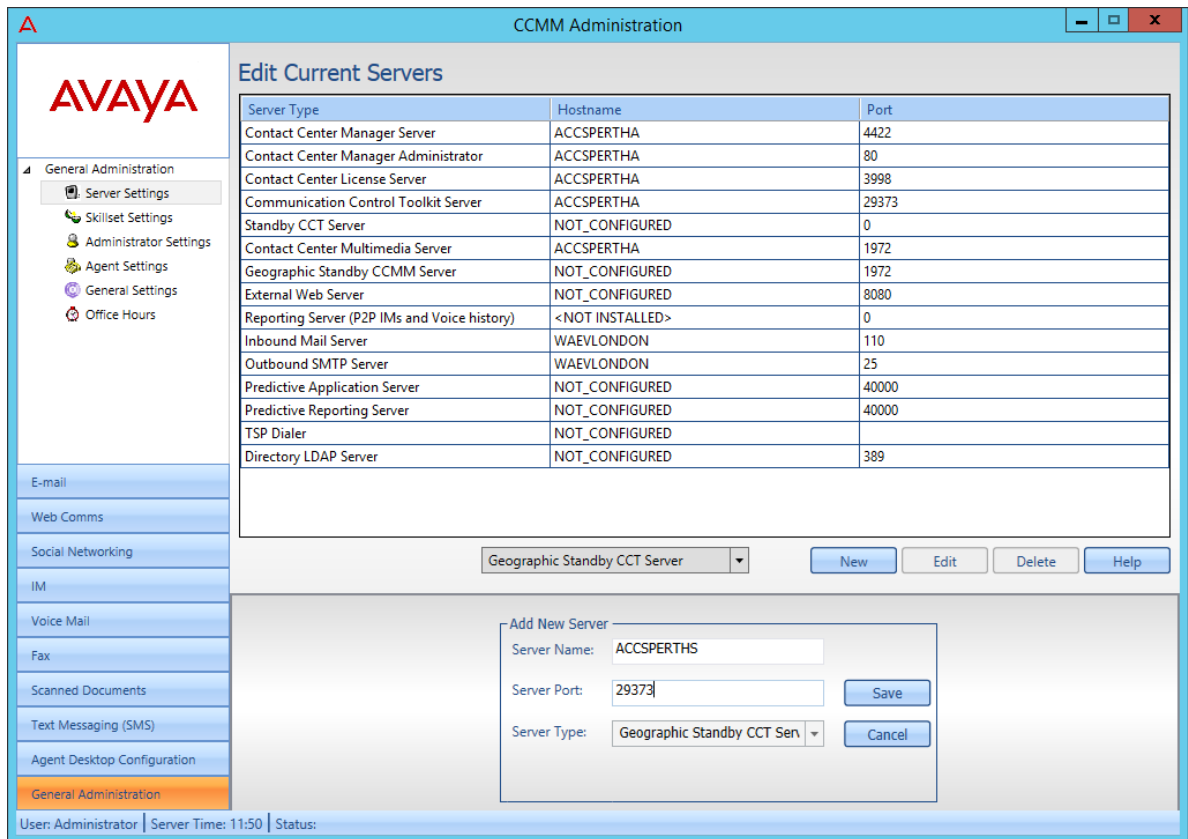 CCMM Administration
AVAYA
General Administration
Server Settings
Skillset Settings
Administrator Settings
Agent Settings
General Settings
Office Hours
E-mail
Web Comms
Social Networking
IM
Voice Mail
Fax
Scanned Documents
Text Messaging (SMS)
Agent Desktop Configuration
General Administration
Edit Current Servers
Server Type Hostname Port
Contact Center Manager Server ACCSPERTHA 4422
Contact Center Manager Administrator ACCSPERTHA 80
Contact Center License Server ACCSPERTHA 3998
Communication Control Toolkit Server ACCSPERTHA 29373
Standby CCT Server NOT_CONFIGURED 0
Contact Center Multimedia Server ACCSPERTHA 1972
Geographic Standby CCMM Server NOT_CONFIGURED 1972
External Web Server NOT_CONFIGURED 8080
Reporting Server (P2P IMs and Voice history) <NOT INSTALLED> 0
Inbound Mail Server WAEVLONDON 110
Outbound SMTP Server WAEVLONDON 25
Predictive Application Server NOT_CONFIGURED 40000
Predictive Reporting Server NOT_CONFIGURED 40000
TSP Dialer NOT_CONFIGURED
Directory LDAP Server NOT_CONFIGURED 389
Geographic Standby CCT Server New Edit Delete Help
Add New Server
Server Name: ACCSPERTHS
Server Port: 29373 Save
Server Type: Geographic Standby CCT Serv Cancel
User: Administrator Server Time: 11:50 Status: